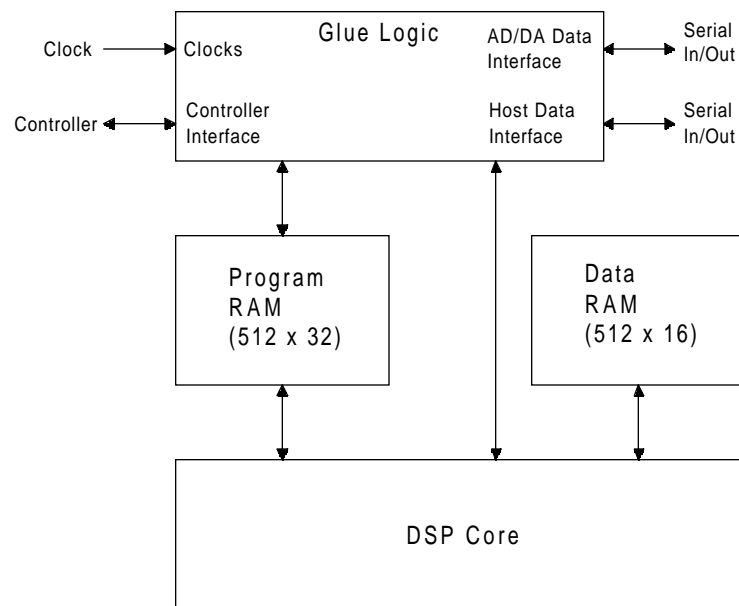 Glue Logic
Clock
Clocks
AD/DA Data
Interface
Serial
In/Out
Controller
Controller
Interface
Host Data
Interface
Serial
In/Out
Program
RAM
(512 x 32)
Data
RAM
(512 x 16)
DSP Core